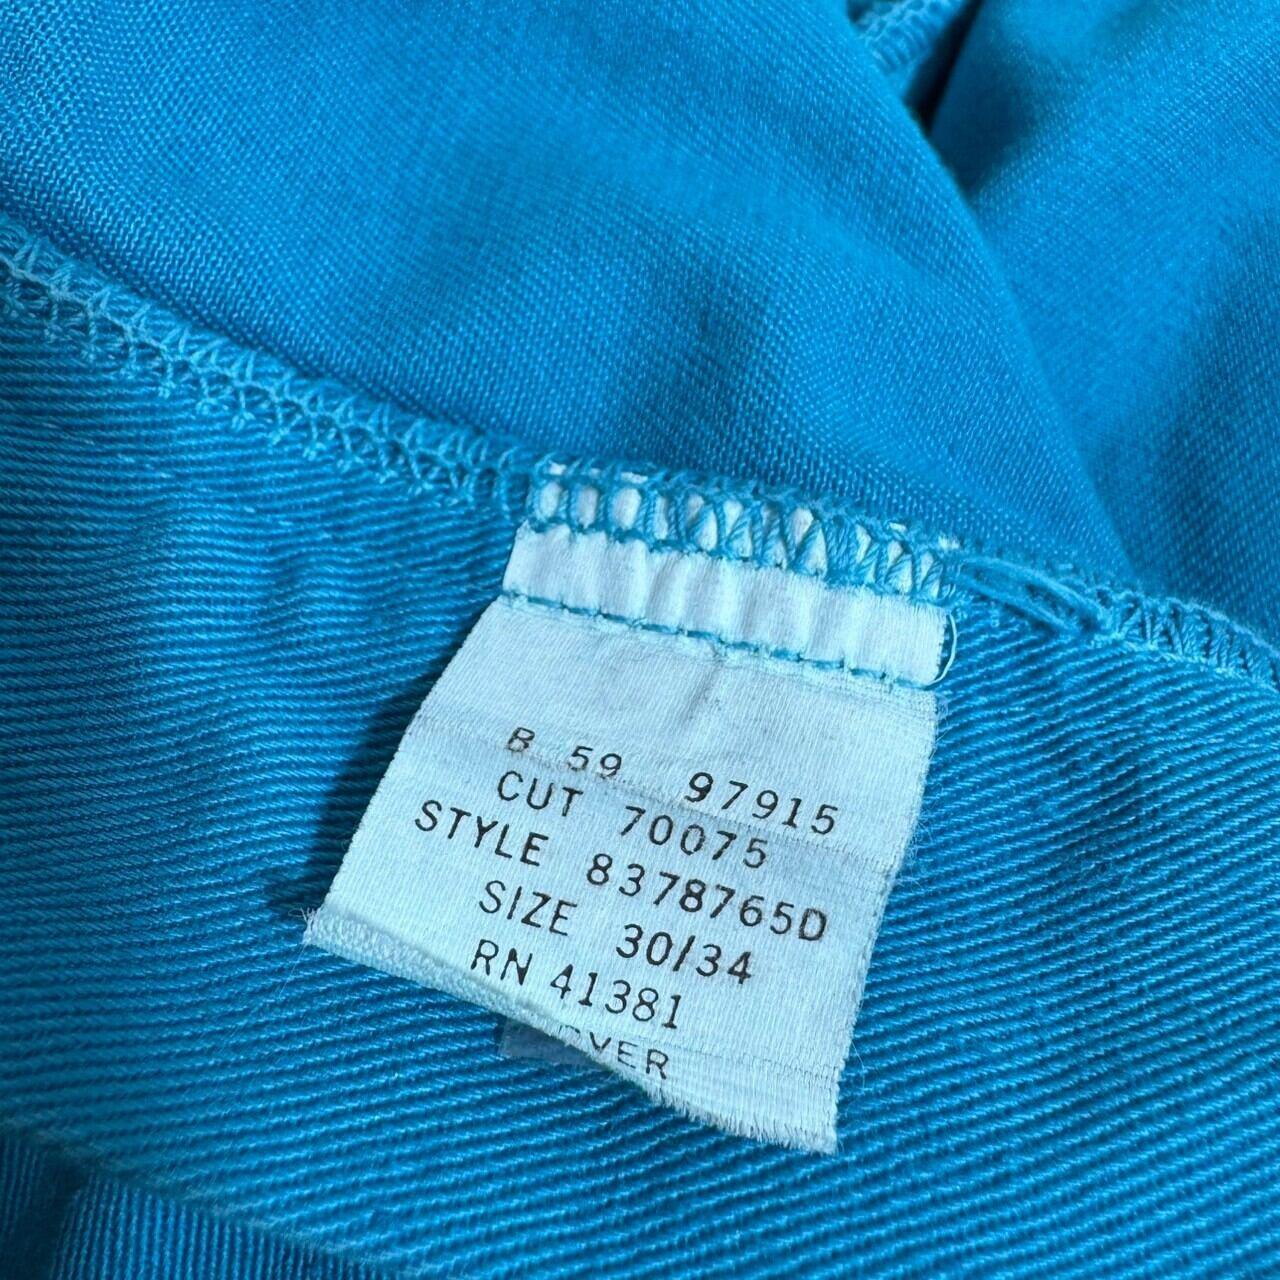 B 59 97915
CUT 70075
STYLE 8378765D
SIZE 30/34
RN 41381